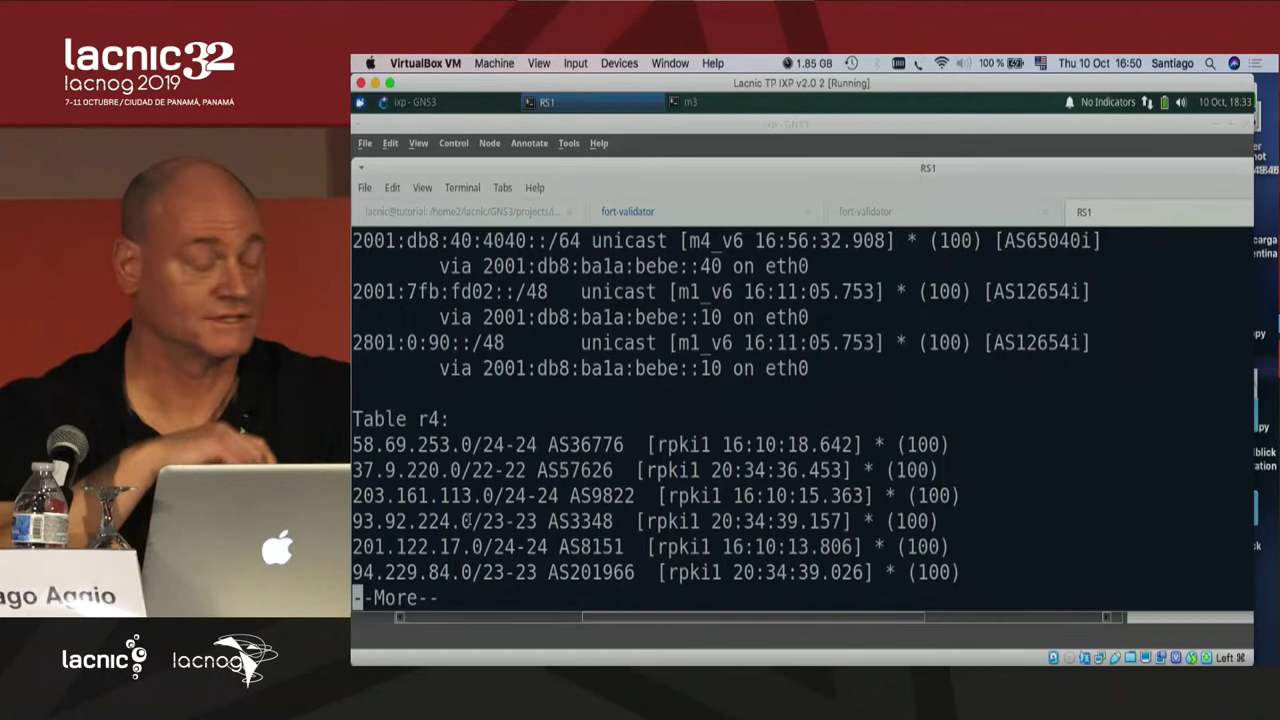 lacnic32
lacnog 2019
7-11 OCTUBRE / CIUDAD DE PANAMÁ, PANAMÁ
VirtualBox VM Machine View Input Devices Window Help 1.85 GB 100% Thu 10 Oct 16:50 Santiago
Lacnic TP IXP v2.0 2 [Running]
ixp - GNS3 RS1 m3 No Indicators 10 Oct, 18:33
ixp - GNS3
File Edit View Control Node Annotate Tools Help
RS1
File Edit View Terminal Tabs Help
lacnic@tutorial: /home2/lacnic/GNS3/projects/i... fort-validator fort-validator RS1
2001:db8:40:4040::/64 unicast [m4_v6 16:56:32.908] * (100) [AS65040i]
via 2001:db8:ba1a:bebe::40 on eth0
2001:7fb:fd02::/48 unicast [m1_v6 16:11:05.753] * (100) [AS12654i]
via 2001:db8:ba1a:bebe::10 on eth0
2801:0:90::/48 unicast [m1_v6 16:11:05.753] * (100) [AS12654i]
via 2001:db8:ba1a:bebe::10 on eth0
Table r4:
58.69.253.0/24-24 AS36776 [rpki1 16:10:18.642] * (100)
37.9.220.0/22-22 AS57626 [rpki1 20:34:36.453] * (100)
203.161.113.0/24-24 AS9822 [rpki1 16:10:15.363] * (100)
93.92.224.0/23-23 AS3348 [rpki1 20:34:39.157] * (100)
201.122.17.0/24-24 AS8151 [rpki1 16:10:13.806] * (100)
94.229.84.0/23-23 AS201966 [rpki1 20:34:39.026] * (100)
--More--
Left ⌘
ago Aggio
lacnic lacnog